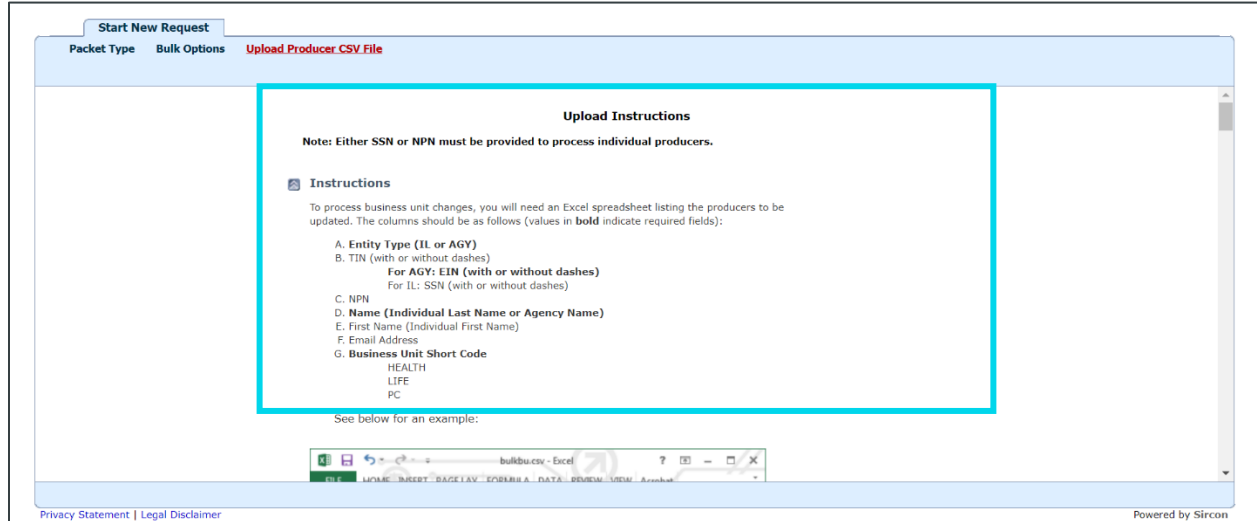 Start New Request
Packet Type Bulk Options Upload Producer CSV File
Upload Instructions
Note: Either SSN or NPN must be provided to process individual producers.
Instructions
To process business unit changes, you will need an Excel spreadsheet listing the producers to be
updated. The columns should be as follows (values in bold indicate required fields):
A. Entity Type (IL or AGY)
B. TIN (with or without dashes)
For AGY: EIN (with or without dashes)
For IL: SSN (with or without dashes)
C. NPN
D. Name (Individual Last Name or Agency Name)
E. First Name (Individual First Name)
F. Email Address
G. Business Unit Short Code
HEALTH
LIFE
PC
See below for an example:
bulkbu.csv - Excel
FILE HOME INSERT PAGE LAY FORMULA DATA REVIEW VIEW Acrobat
Privacy Statement | Legal Disclaimer
Powered by Sircon